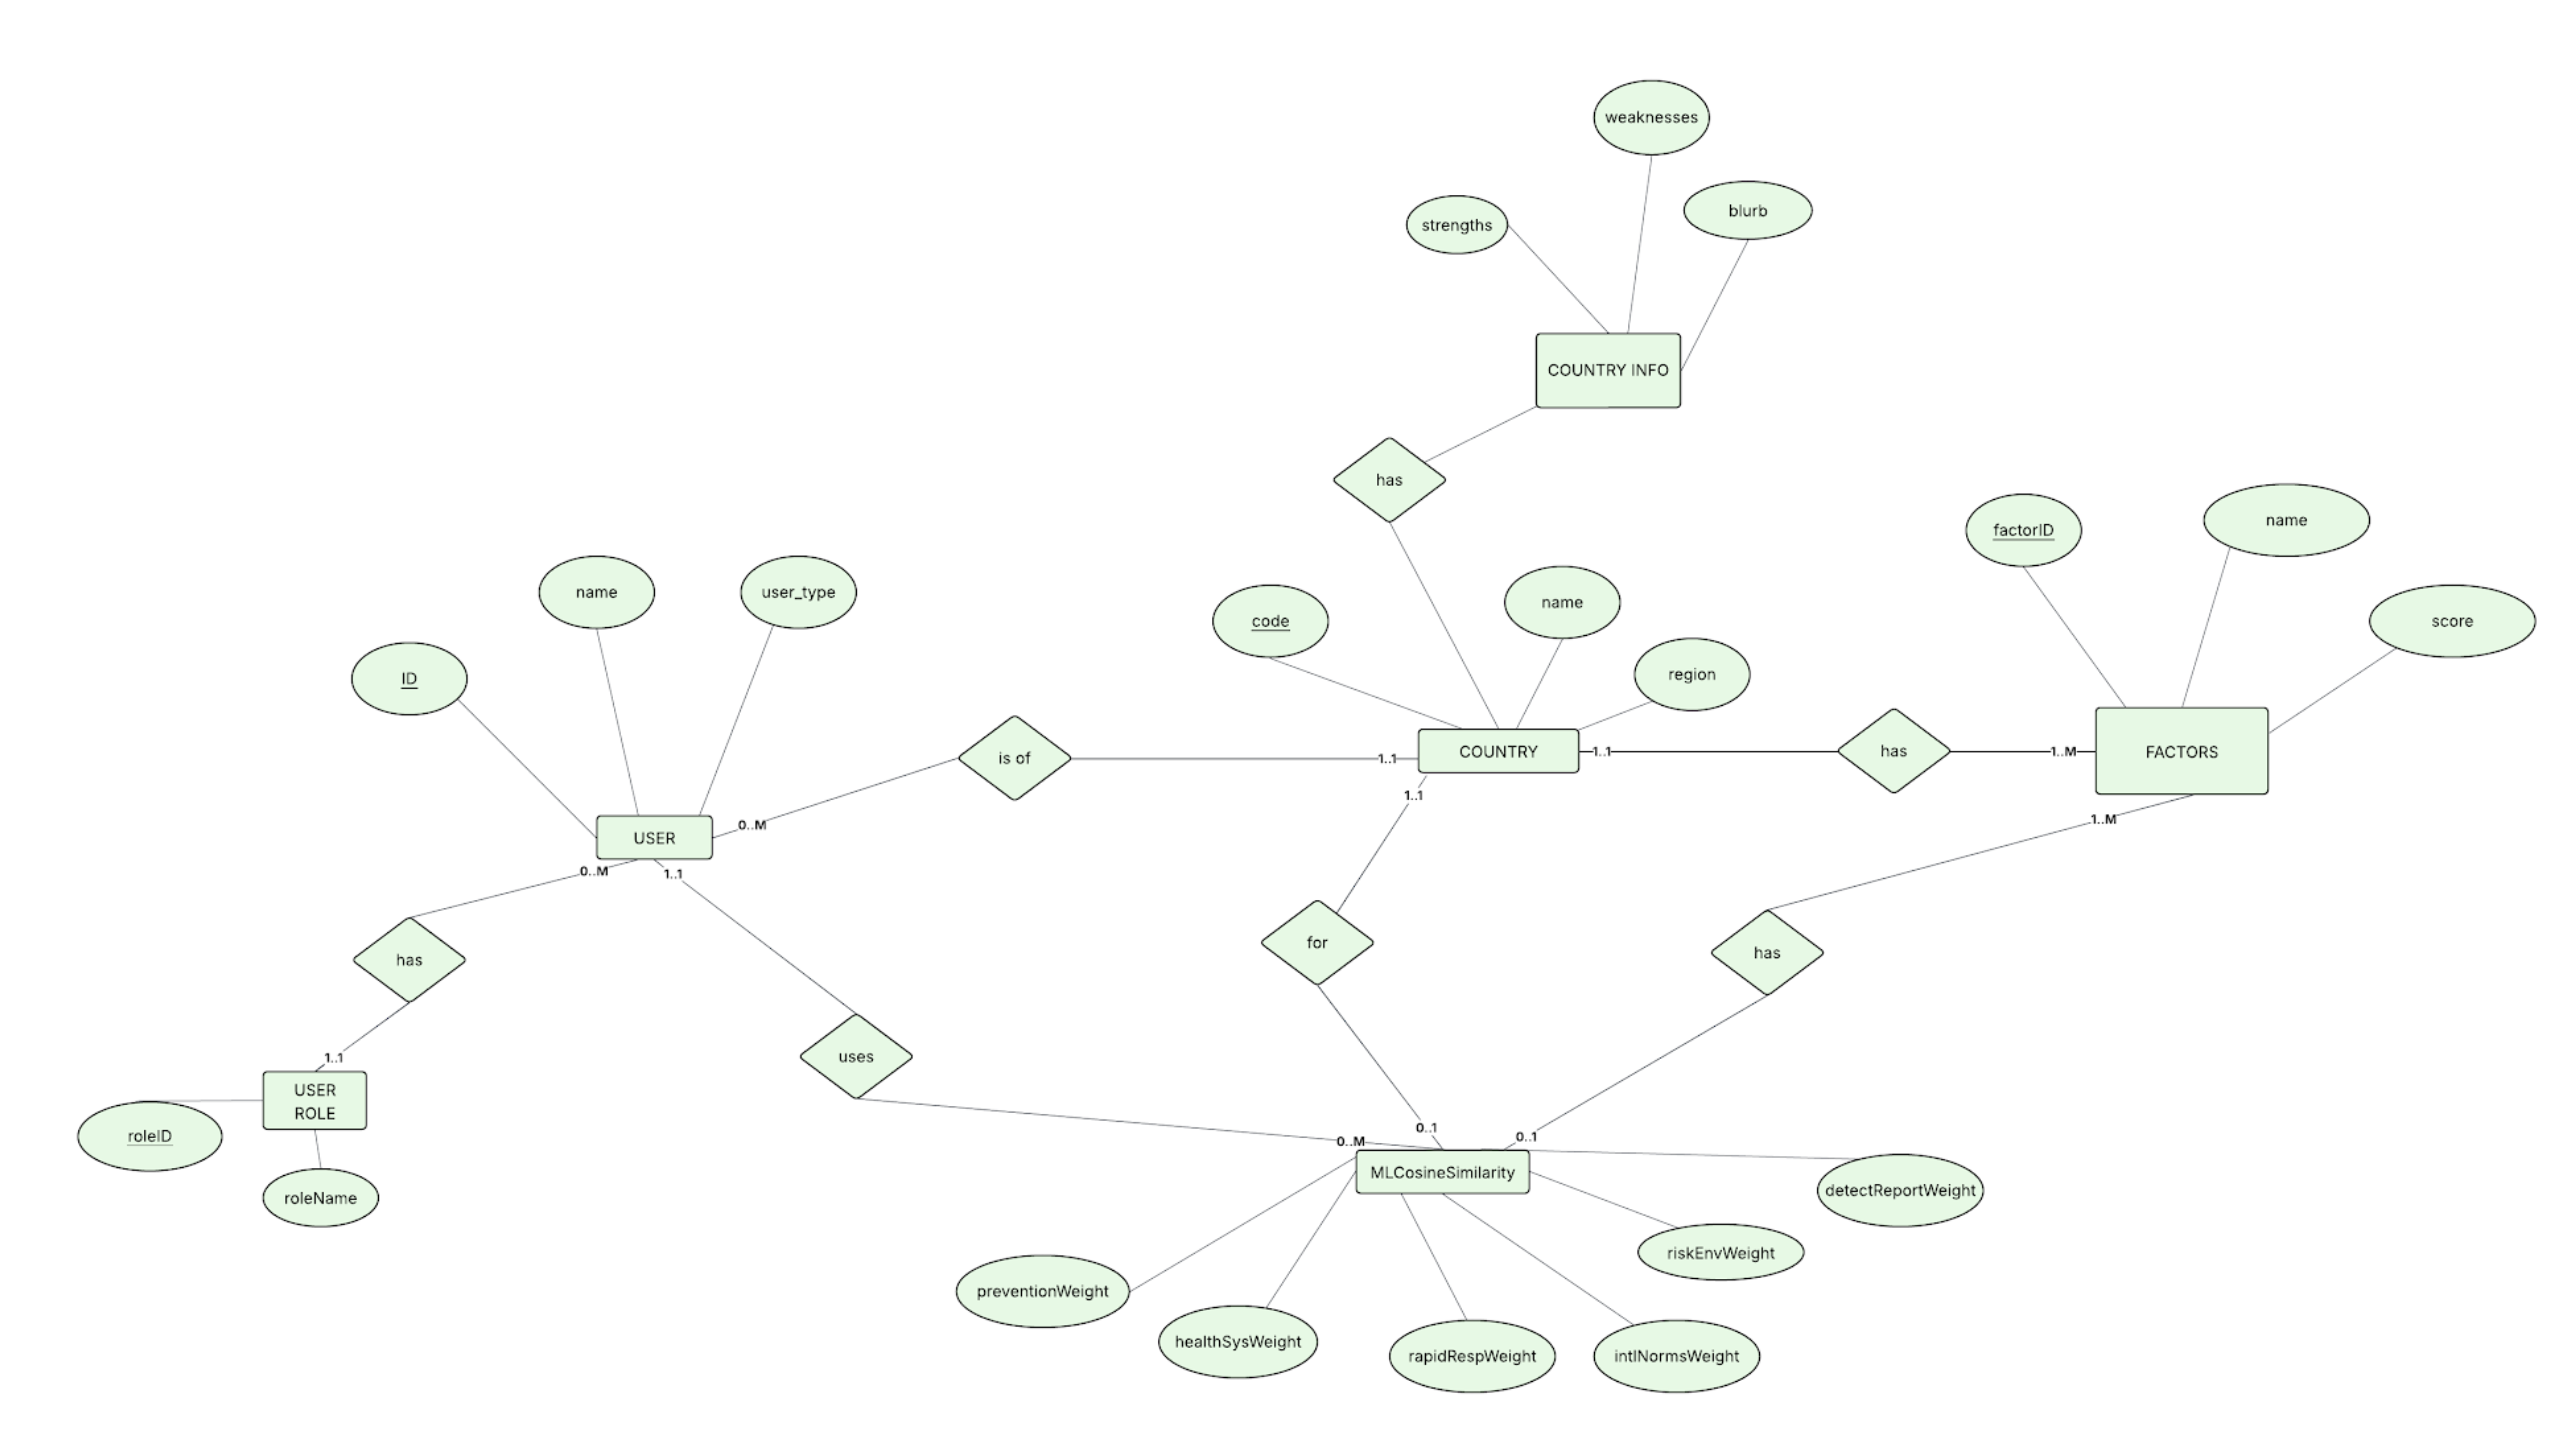 weaknesses
blurb
strengths
COUNTRY INFO
has
factorID
name
score
name
user_type
ID
code
name
region
is of
1..1
COUNTRY
1..1
has
1..M
FACTORS
1..1
1..M
USER
0..M
0..M
1..1
has
for
has
uses
1..1
USER
ROLE
roleID
roleName
0..M
0..1
0..1
MLCosineSimilarity
detectReportWeight
riskEnvWeight
preventionWeight
healthSysWeight
rapidRespWeight
intlNormsWeight